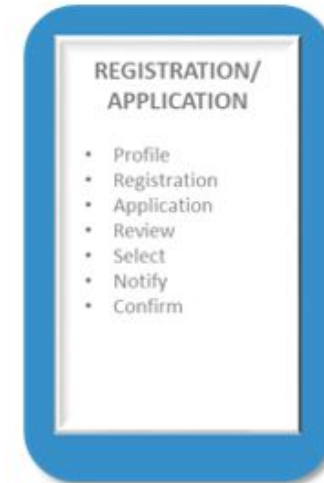 REGISTRATION/
APPLICATION
• Profile
• Registration
• Application
• Review
• Select
• Notify
• Confirm